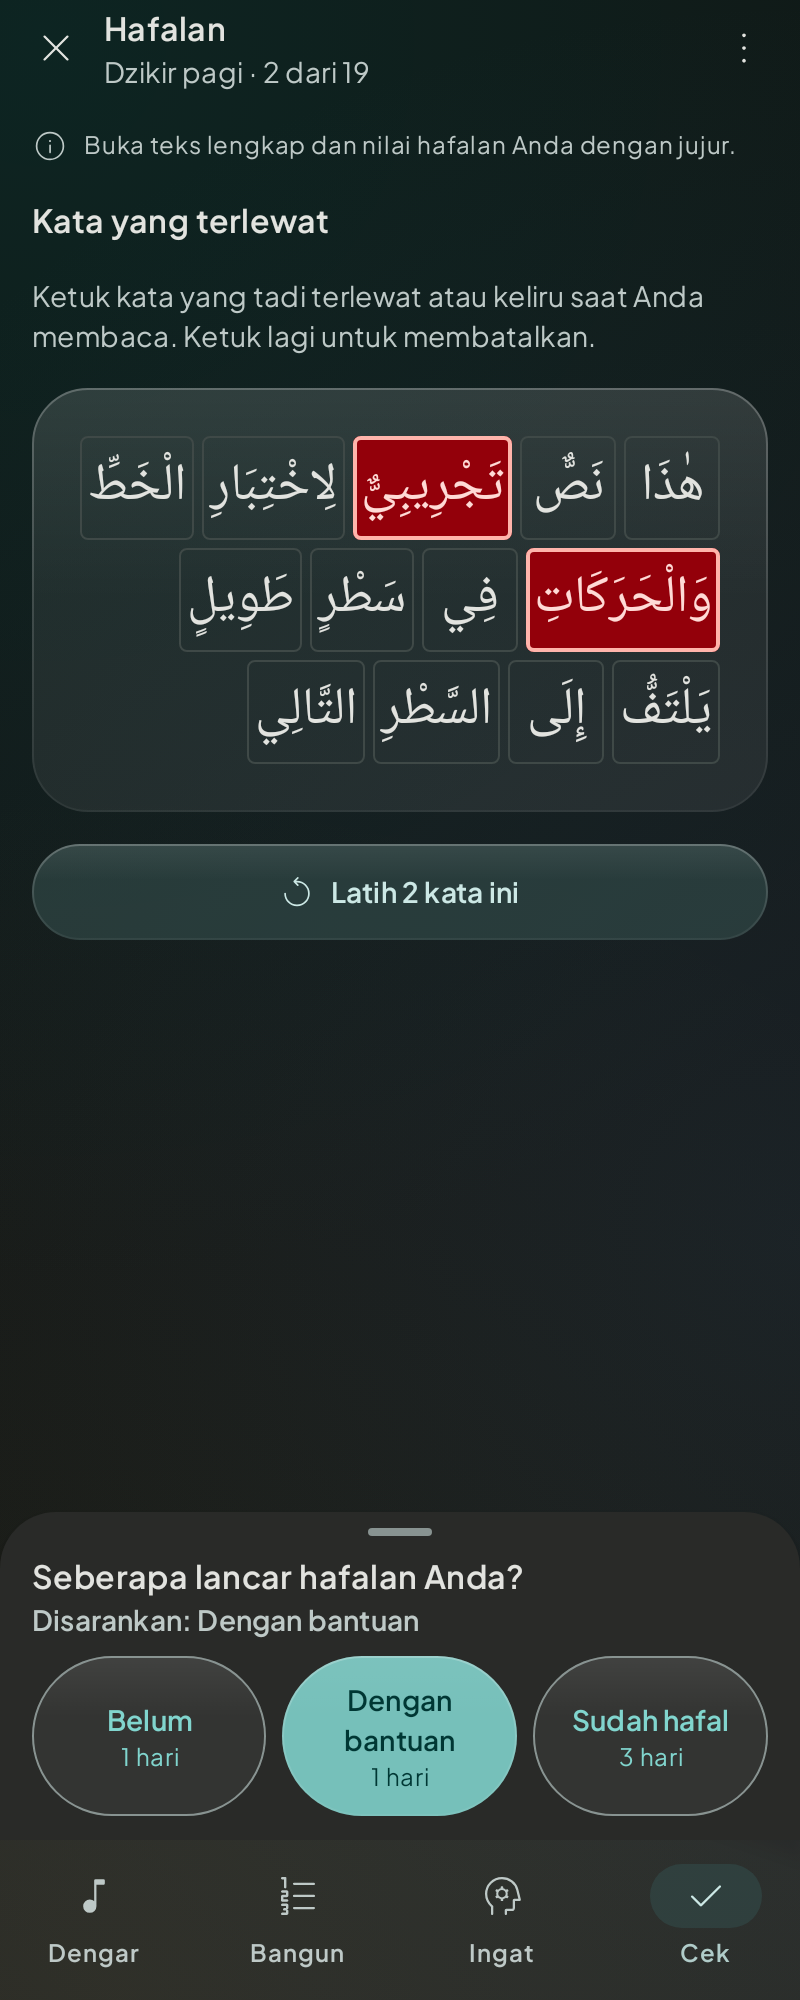 Hafalan
Dzikir pagi · 2 dari 19
Buka teks lengkap dan nilai hafalan Anda dengan jujur.
Kata yang terlewat
Ketuk kata yang tadi terlewat atau keliru saat Anda
membaca. Ketuk lagi untuk membatalkan.
هٰذَا نَصٌّ تَجْرِيبِيٌّ لِاخْتِبَارِ الْخَطِّ
وَالْحَرَكَاتِ فِي سَطْرٍ طَوِيلٍ
يَلْتَفُّ إِلَى السَّطْرِ التَّالِي
Latih 2 kata ini
Seberapa lancar hafalan Anda?
Disarankan: Dengan bantuan
Belum
1 hari
Dengan
bantuan
1 hari
Sudah hafal
3 hari
Dengar
Bangun
Ingat
Cek